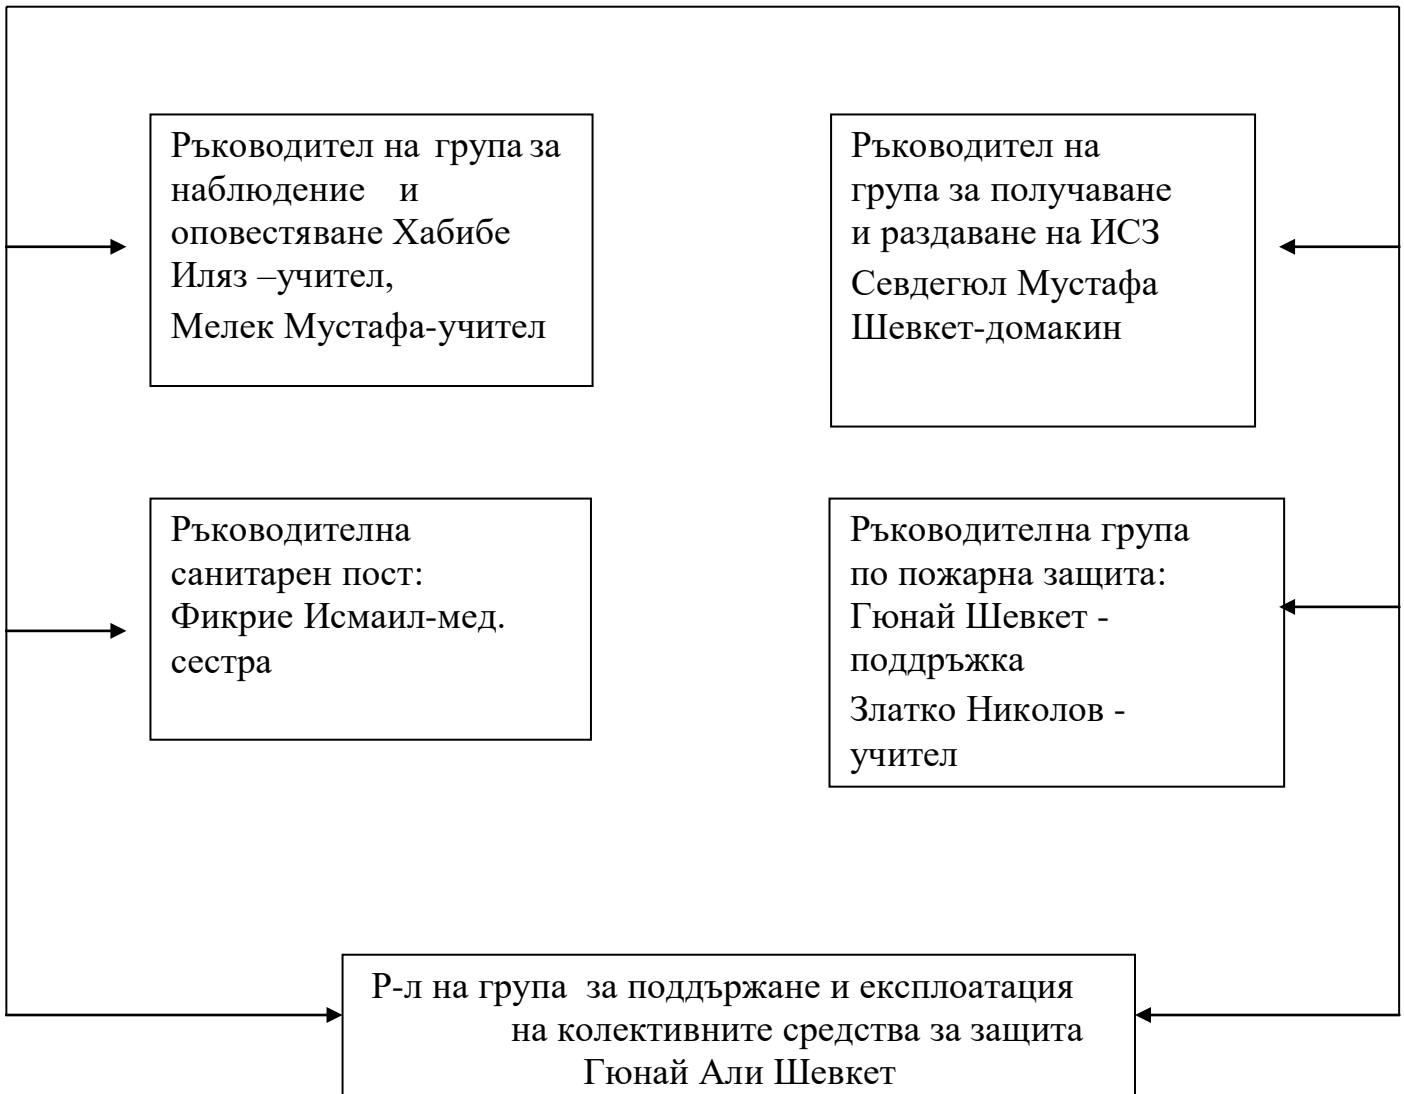 Ръководител на група за
наблюдение и
оповестяване Хабибе
Иляз –учител,
Мелек Мустафа-учител
Ръководител на
група за получаване
и раздаване на ИСЗ
Севдегюл Мустафа
Шевкет-домакин
Ръководителна
санитарен пост:
Фикрие Исмаил-мед.
сестра
Ръководителна група
по пожарна защита:
Гюнай Шевкет -
поддръжка
Златко Николов -
учител
Р-л на група за поддържане и експлоатация
на колективните средства за защита
Гюнай Али Шевкет